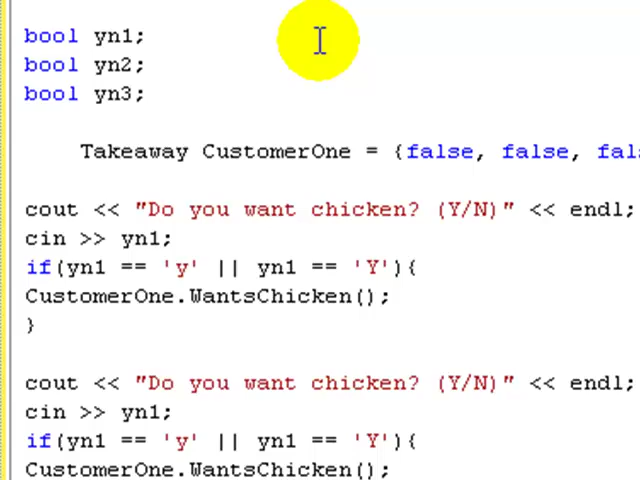 bool yn1;
bool yn2;
bool yn3;
Takeaway CustomerOne = {false, false, fal
cout << "Do you want chicken? (Y/N)" << endl;
cin >> yn1;
if(yn1 == 'y' || yn1 == 'Y'){
CustomerOne.WantsChicken();
}
cout << "Do you want chicken? (Y/N)" << endl;
cin >> yn1;
if(yn1 == 'y' || yn1 == 'Y'){
CustomerOne.WantsChicken();